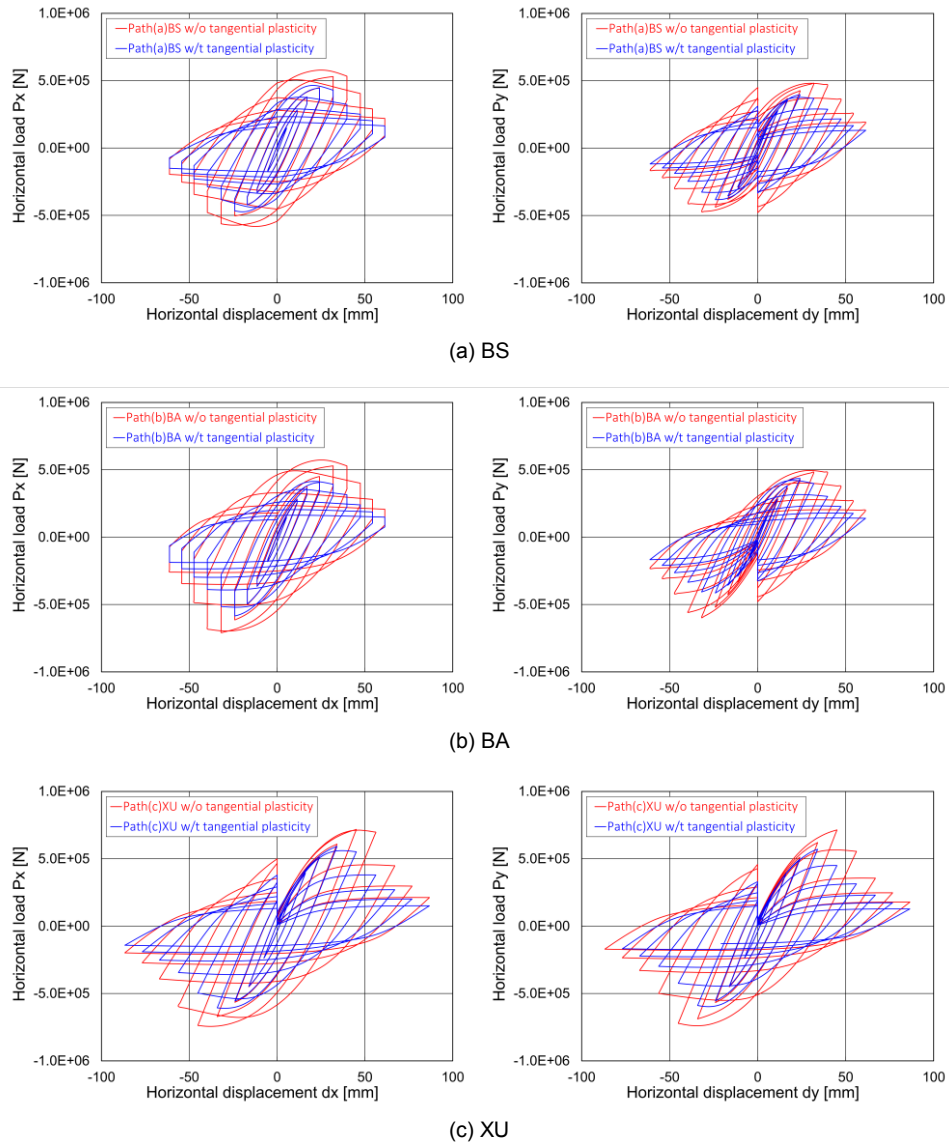 1.0E+06
5.0E+05
0.0E+00
-5.0E+05
-1.0E+06
Horizontal load Px [N]
Path(a)BS w/o tangential plasticity
Path(a)BS w/t tangential plasticity
-100 -50 0 50 100
Horizontal displacement dx [mm]
1.0E+06
5.0E+05
0.0E+00
-5.0E+05
-1.0E+06
Horizontal load Py [N]
Path(a)BS w/o tangential plasticity
Path(a)BS w/t tangential plasticity
-100 -50 0 50 100
Horizontal displacement dy [mm]
(a) BS
1.0E+06
5.0E+05
0.0E+00
-5.0E+05
-1.0E+06
Horizontal load Px [N]
Path(b)BA w/o tangential plasticity
Path(b)BA w/t tangential plasticity
-100 -50 0 50 100
Horizontal displacement dx [mm]
1.0E+06
5.0E+05
0.0E+00
-5.0E+05
-1.0E+06
Horizontal load Py [N]
Path(b)BA w/o tangential plasticity
Path(b)BA w/t tangential plasticity
-100 -50 0 50 100
Horizontal displacement dy [mm]
(b) BA
1.0E+06
5.0E+05
0.0E+00
-5.0E+05
-1.0E+06
Horizontal load Px [N]
Path(c)XU w/o tangential plasticity
Path(c)XU w/t tangential plasticity
-100 -50 0 50 100
Horizontal displacement dx [mm]
1.0E+06
5.0E+05
0.0E+00
-5.0E+05
-1.0E+06
Horizontal load Py [N]
Path(c)XU w/o tangential plasticity
Path(c)XU w/t tangential plasticity
-100 -50 0 50 100
Horizontal displacement dy [mm]
(c) XU